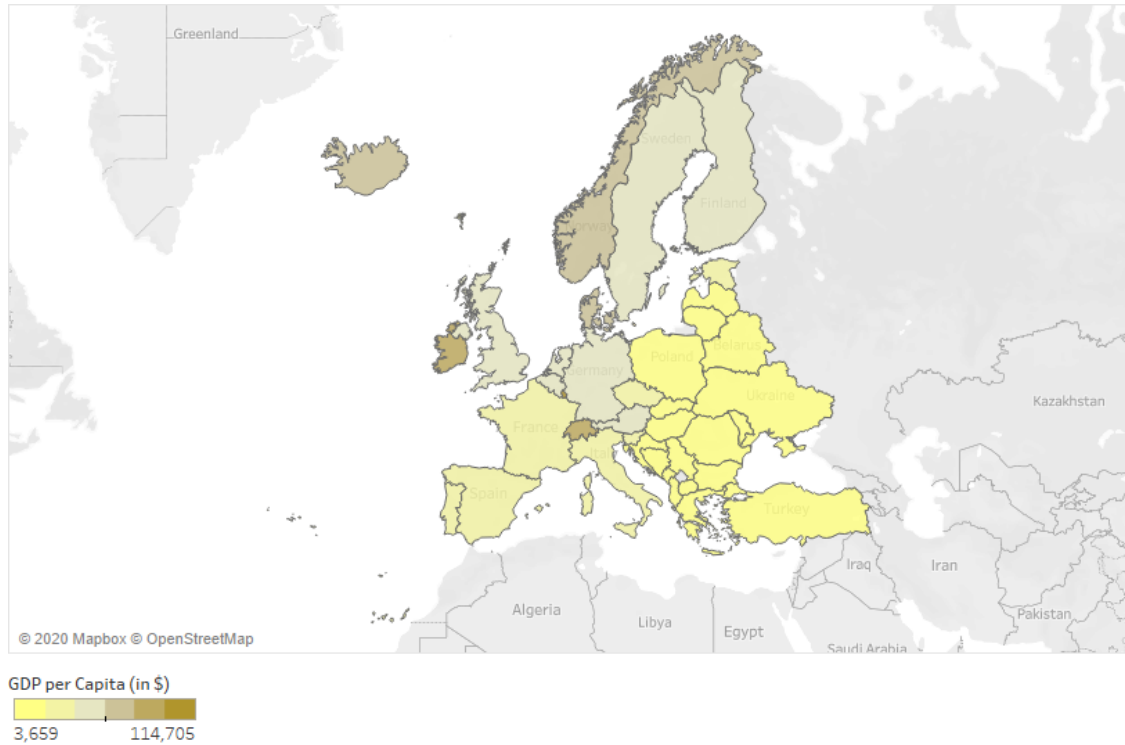 Greenland
Sweden
Finland
Norway
Germany
Poland
Belarus
Ukraine
Kazakhstan
France
Italy
Spain
Turkey
Iraq
Iran
Algeria
Libya
Egypt
Pakistan
Saudi Arabia
© 2020 Mapbox © OpenStreetMap
GDP per Capita (in $)
3,659 114,705